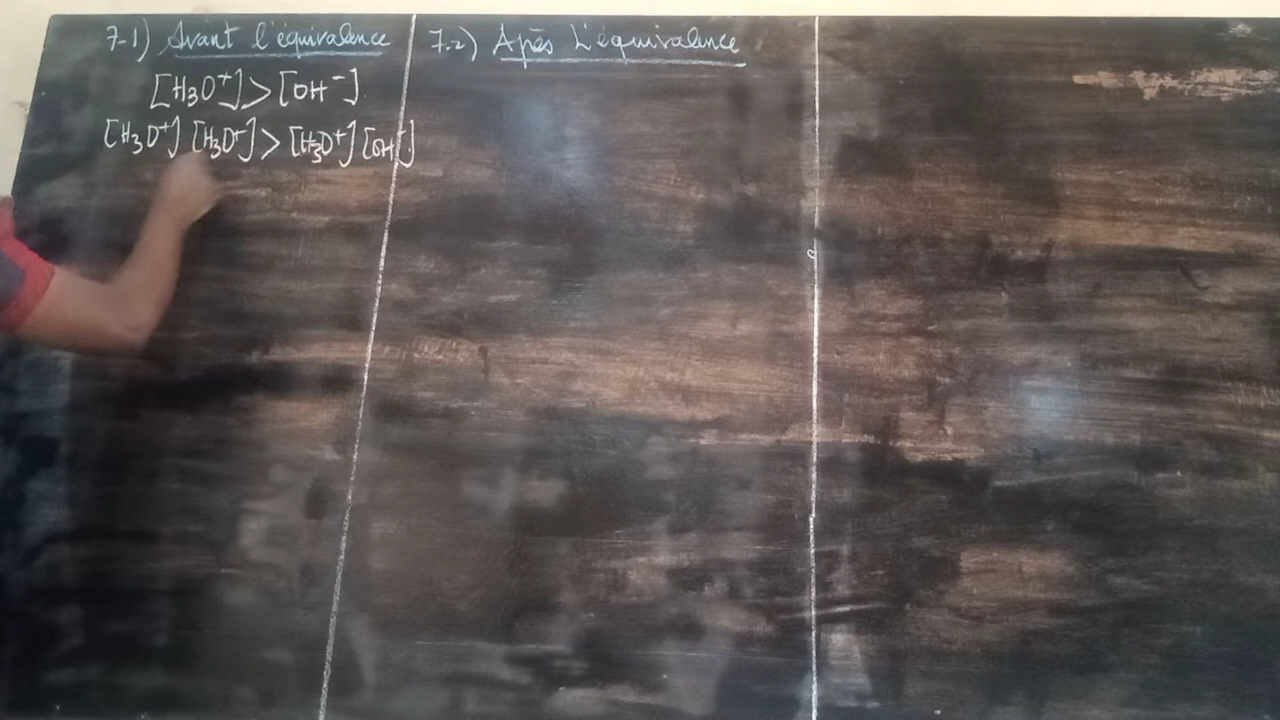 7-1) Avant l'équivalence
[H₃O⁺] > [OH⁻].
[H₃O⁺] [H₃O⁺] > [H₃O⁺] [OH⁻].
7.2) Après L'équivalence